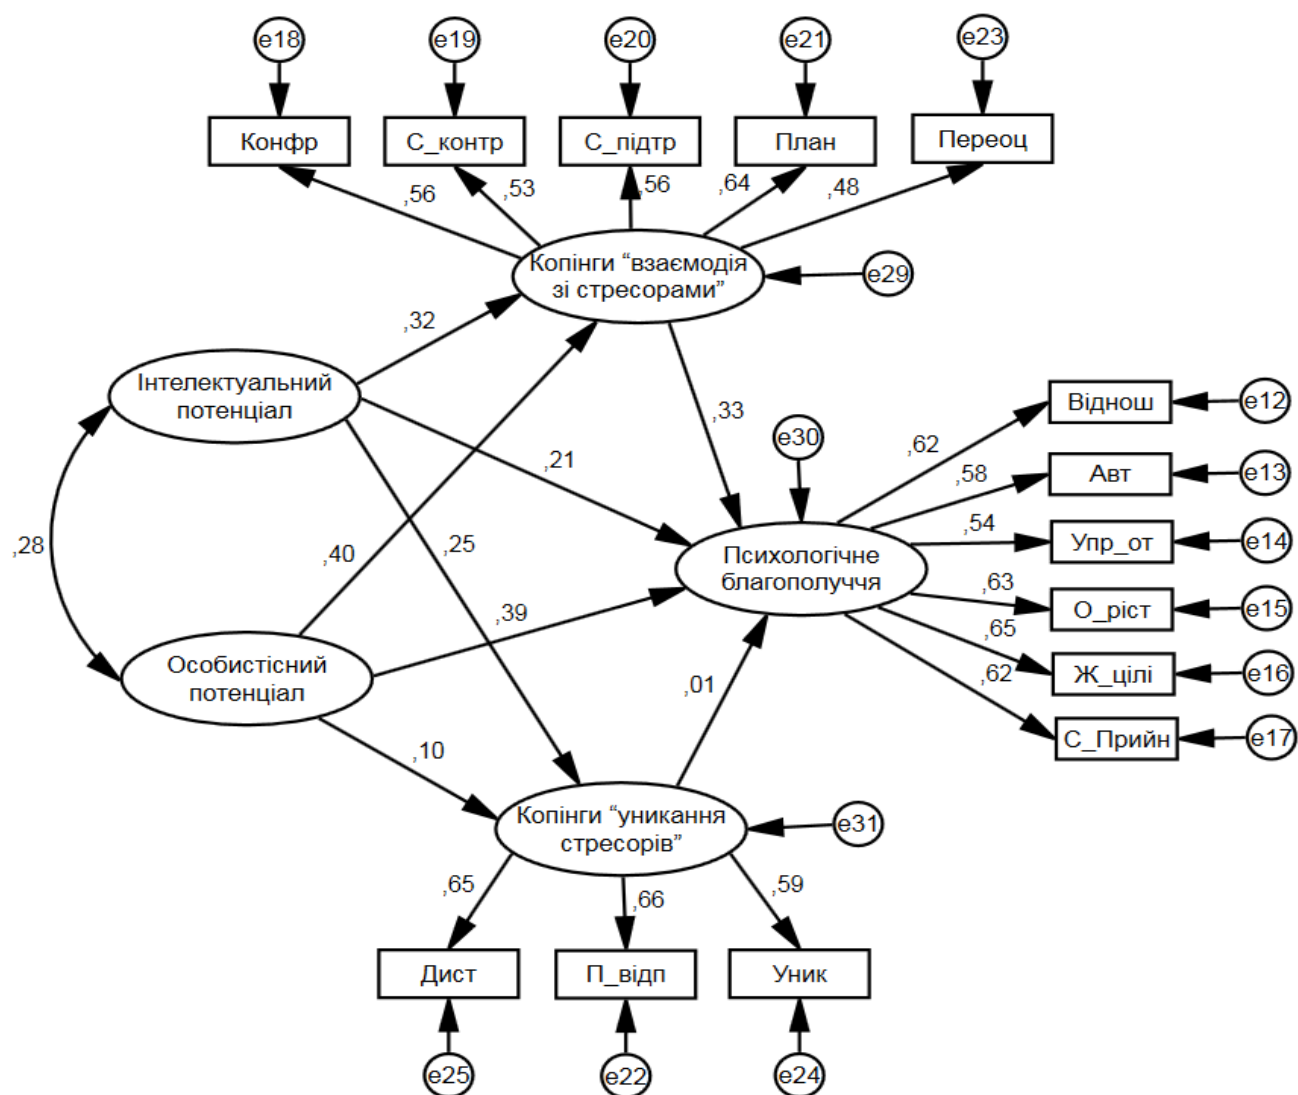 e18
e19
e20
e21
e23
Конфр
С_контр
С_підтр
План
Переоц
,56
,53
,56
,64
,48
Копінги “взаємодія
зі стресорами”
e29
,32
Інтелектуальний
потенціал
,33
,21
e30
,62
Віднош
e12
,58
Авт
e13
,28
,40
,25
,54
Упр_от
e14
Психологічне
благополуччя
,63
О_ріст
e15
,39
,65
Ж_цілі
e16
Особистісний
потенціал
,01
,62
С_Прийн
e17
,10
Копінги “уникання
стресорів”
e31
,65
,66
,59
Дист
П_відп
Уник
e25
e22
e24